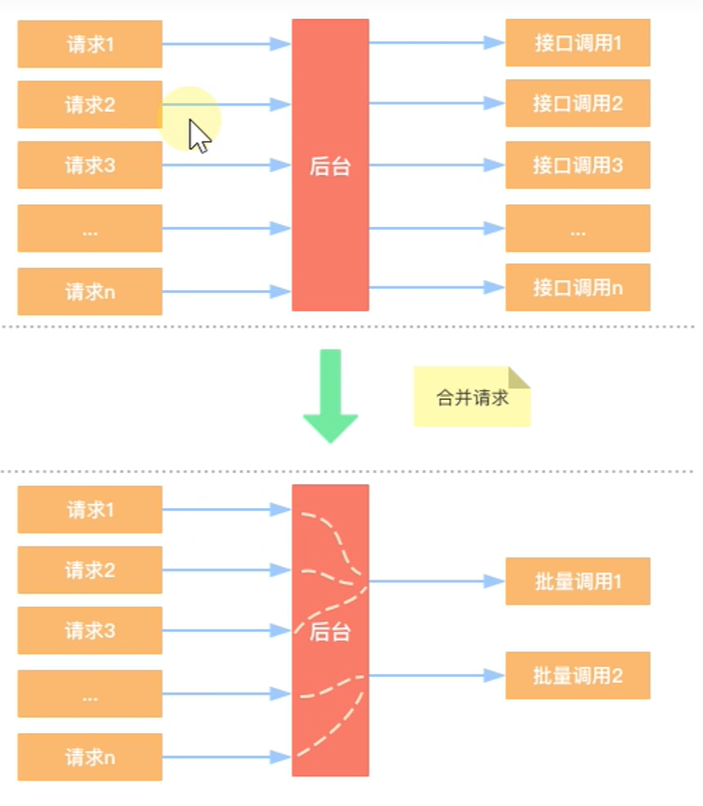 请求1
接口调用1
请求2
接口调用2
请求3
后台
接口调用3
...
...
请求n
接口调用n
合并请求
请求1
请求2
批量调用1
请求3
后台
...
批量调用2
请求n